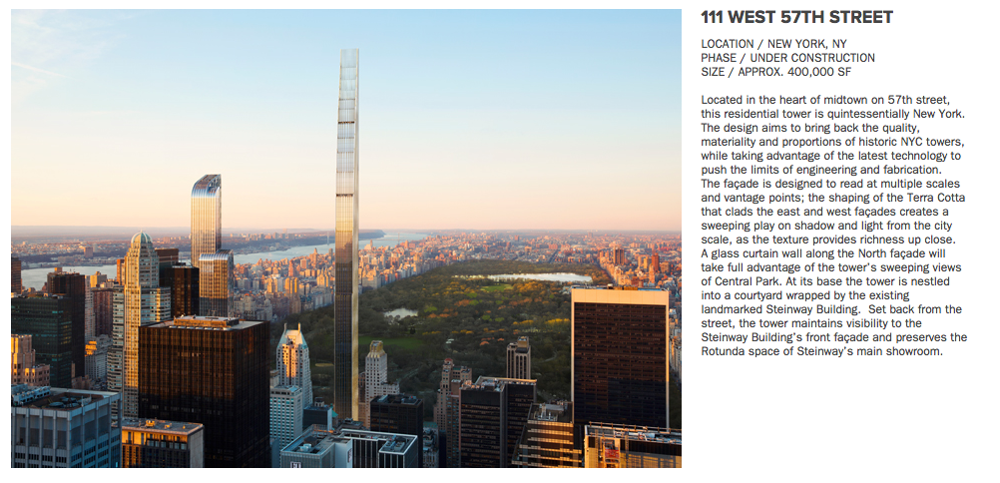 111 WEST 57TH STREET
LOCATION / NEW YORK, NY
PHASE / UNDER CONSTRUCTION
SIZE / APPROX. 400,000 SF
Located in the heart of midtown on 57th street,
this residential tower is quintessentially New York.
The design aims to bring back the quality,
materiality and proportions of historic NYC towers,
while taking advantage of the latest technology to
push the limits of engineering and fabrication.
The façade is designed to read at multiple scales
and vantage points; the shaping of the Terra Cotta
that clads the east and west façades creates a
sweeping play on shadow and light from the city
scale, as the texture provides richness up close.
A glass curtain wall along the North façade will
take full advantage of the tower's sweeping views
of Central Park. At its base the tower is nestled
into a courtyard wrapped by the existing
landmarked Steinway Building.  Set back from the
street, the tower maintains visibility to the
Steinway Building's front façade and preserves the
Rotunda space of Steinway's main showroom.